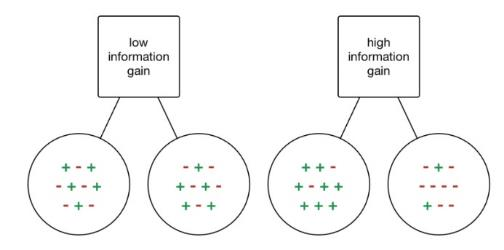 low
information
gain
high
information
gain
+ - +
- + - +
- + -
- + -
+ - + -
+ - +
+ + -
+ - + +
+ + +
- + -
- - - -
+ - -